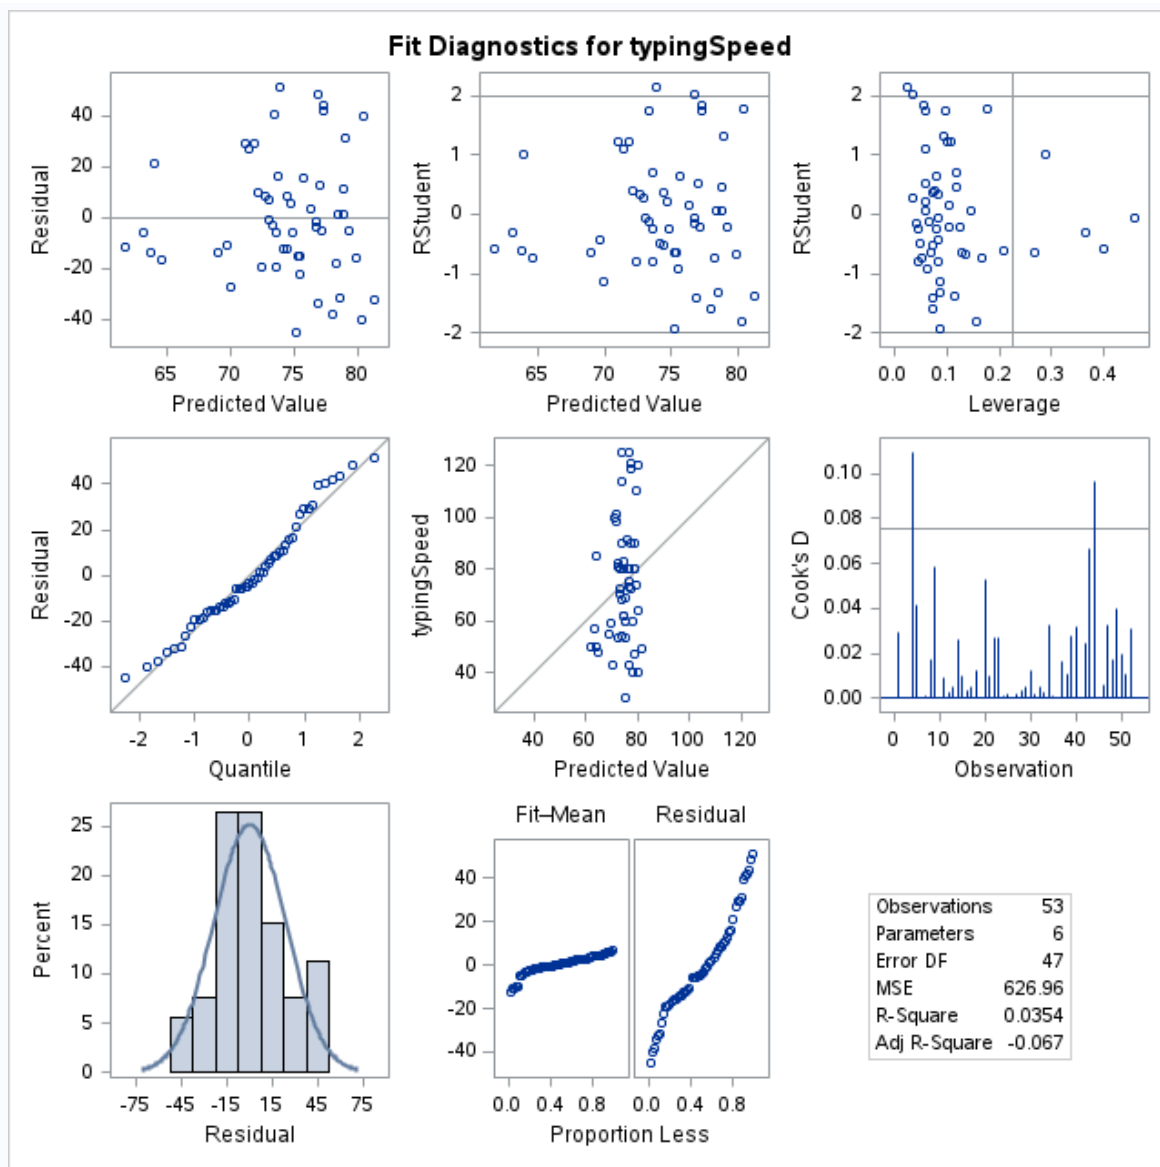 Fit Diagnostics for typingSpeed
Residual
40
20
0
-20
-40
65 70 75 80
Predicted Value
RStudent
2
1
0
-1
-2
65 70 75 80
Predicted Value
RStudent
2
1
0
-1
-2
0.0 0.1 0.2 0.3 0.4
Leverage
Residual
40
20
0
-20
-40
-2 -1 0 1 2
Quantile
typingSpeed
120
100
80
60
40
40 60 80 100 120
Predicted Value
Cook's D
0.10
0.08
0.06
0.04
0.02
0.00
0 10 20 30 40 50
Observation
Percent
25
20
15
10
5
0
-75 -45 -15 15 45 75
Residual
Fit–Mean Residual
40
20
0
-20
-40
0.0 0.4 0.8 0.0 0.4 0.8
Proportion Less
Observations 53
Parameters 6
Error DF 47
MSE 626.96
R-Square 0.0354
Adj R-Square -0.067